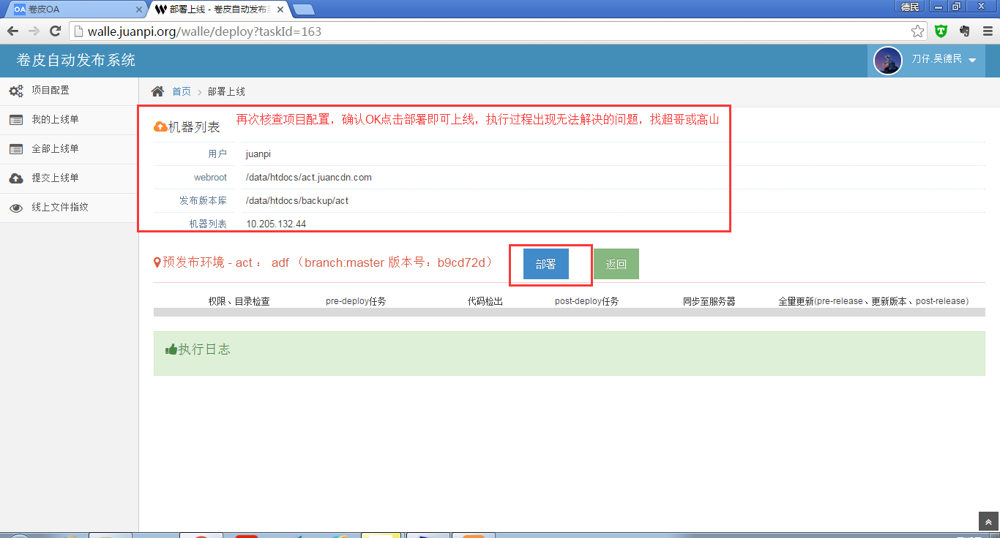 OA 卷皮OA
部署上线 - 卷皮自动发布
德民
walle.juanpi.org/walle/deploy?taskId=163
卷皮自动发布系统
刀仔.吴德民
项目配置
我的上线单
全部上线单
提交上线单
线上文件指纹
首页 > 部署上线
机器列表
再次核查项目配置，确认OK点击部署即可上线，执行过程出现无法解决的问题，找超哥或高山
用户 juanpi
webroot /data/htdocs/act.juancdn.com
发布版本库 /data/htdocs/backup/act
机器列表 10.205.132.44
预发布环境 - act ： adf （branch:master 版本号：b9cd72d）
部署
返回
权限、目录检查 pre-deploy任务 代码检出 post-deploy任务 同步至服务器 全量更新(pre-release、更新版本、post-release)
执行日志